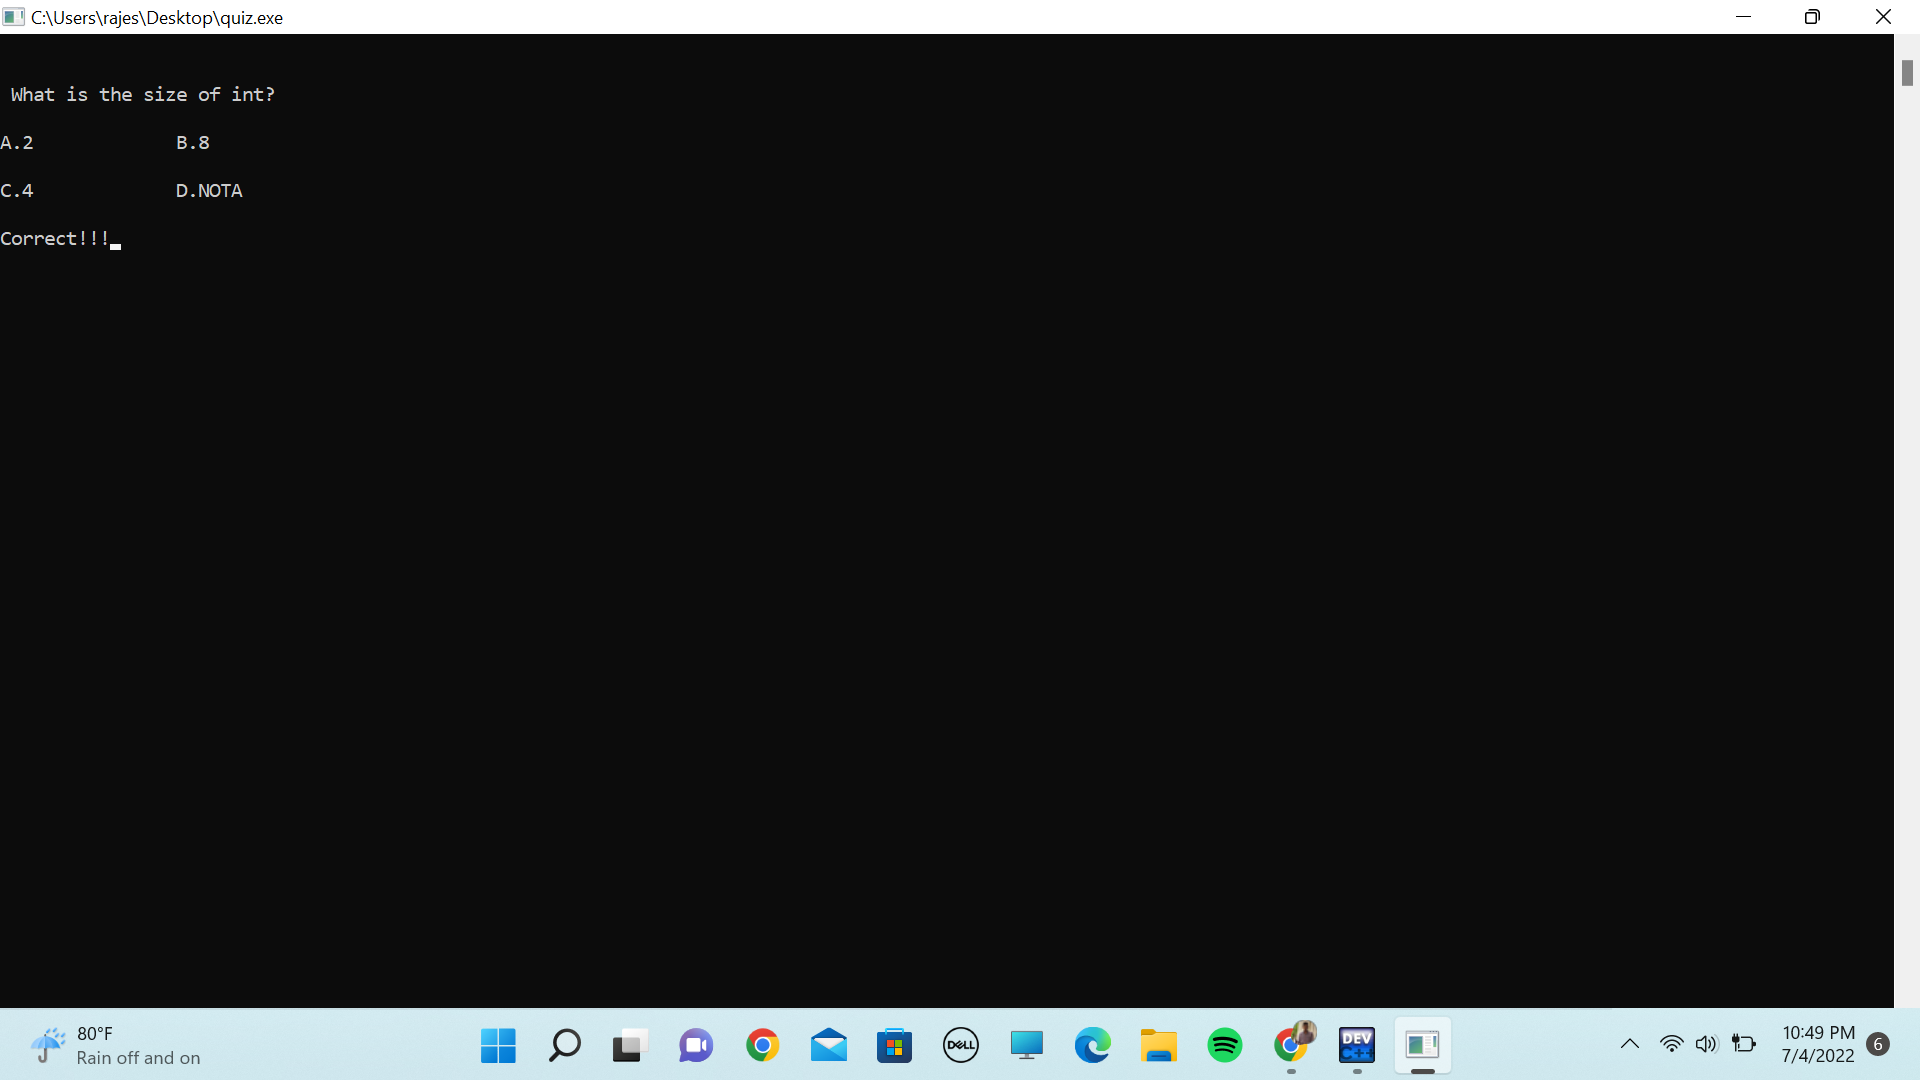 C:\Users\rajes\Desktop\quiz.exe
What is the size of int?
A.2 B.8
C.4 D.NOTA
Correct!!!
80°F
Rain off and on
DELL
DEV
C++
10:49 PM
7/4/2022
6